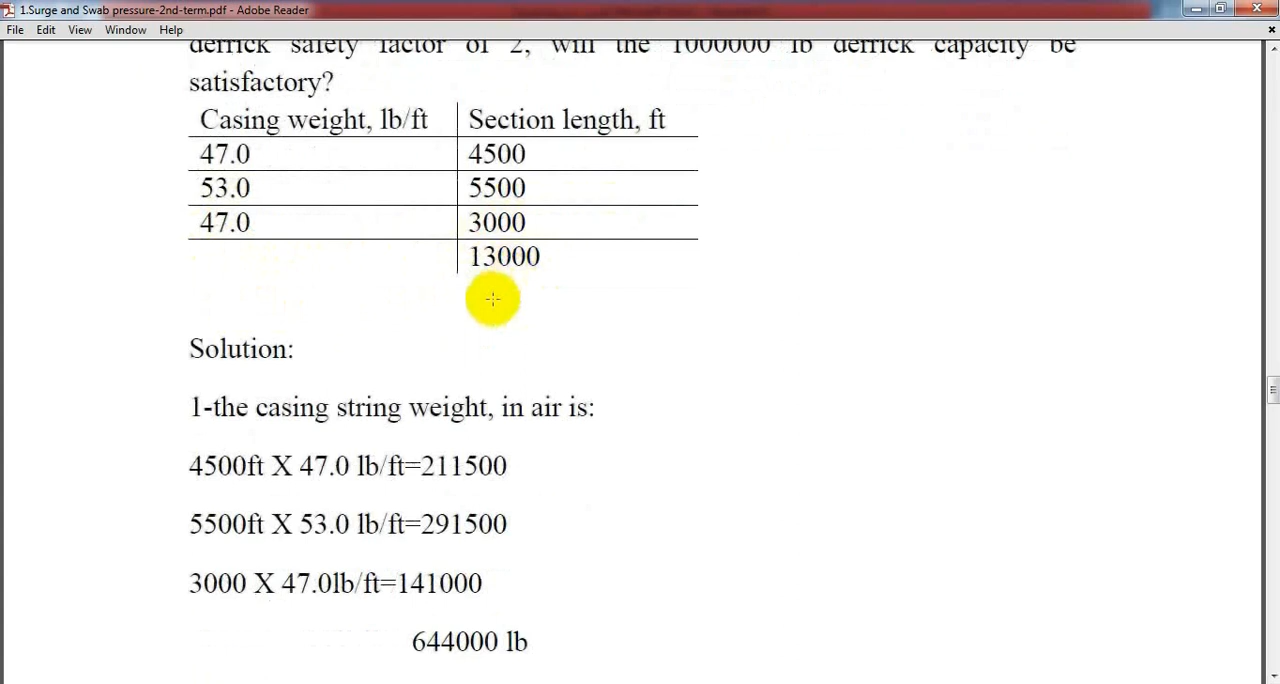 1.Surge and Swab pressure-2nd-term.pdf - Adobe Reader
File Edit View Window Help
derrick safety factor of 2, will the 1000000 lb derrick capacity be
satisfactory?
Casing weight, lb/ft Section length, ft
47.0 4500
53.0 5500
47.0 3000
13000
Solution:
1-the casing string weight, in air is:
4500ft X 47.0 lb/ft=211500
5500ft X 53.0 lb/ft=291500
3000 X 47.0lb/ft=141000
644000 lb